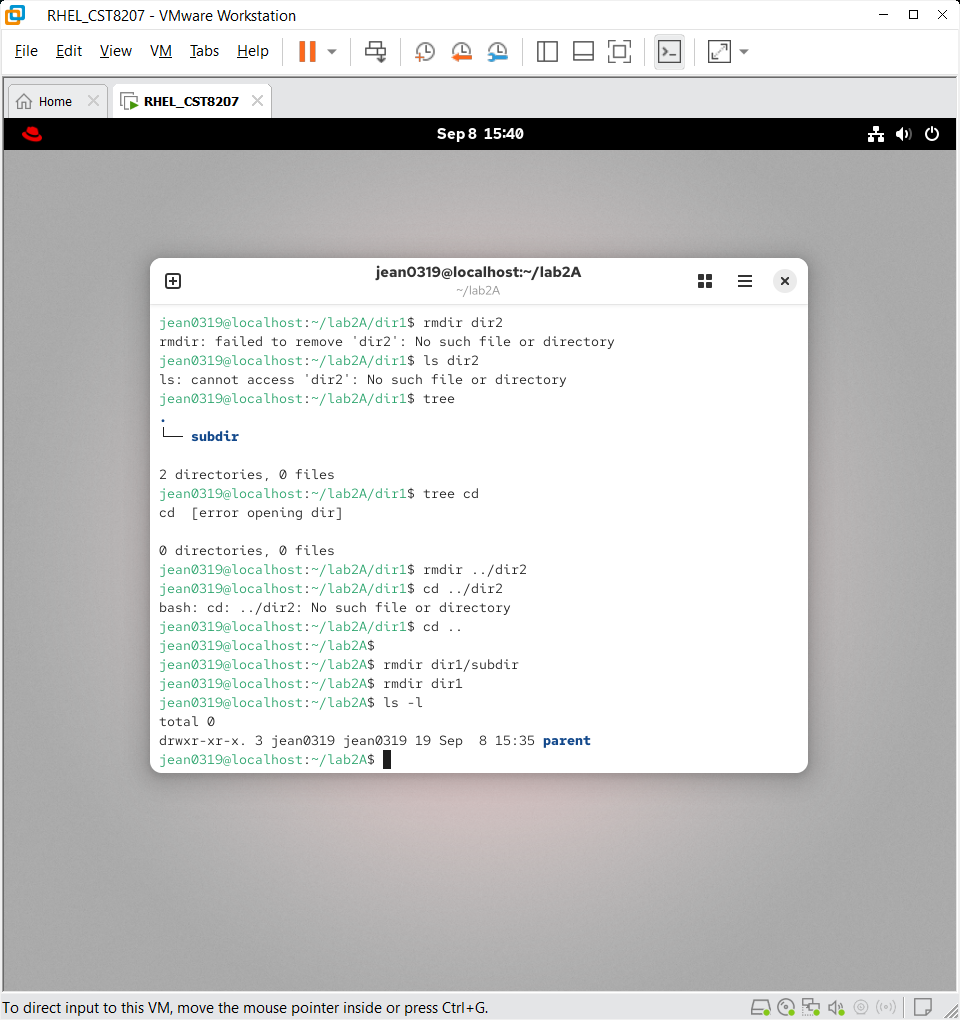 RHEL_CST8207 - VMware Workstation
File Edit View VM Tabs Help
Home RHEL_CST8207
Sep 8 15:40
jean0319@localhost:~/lab2A
~/lab2A
jean0319@localhost:~/lab2A/dir1$ rmdir dir2
rmdir: failed to remove 'dir2': No such file or directory
jean0319@localhost:~/lab2A/dir1$ ls dir2
ls: cannot access 'dir2': No such file or directory
jean0319@localhost:~/lab2A/dir1$ tree
.
└── subdir
2 directories, 0 files
jean0319@localhost:~/lab2A/dir1$ tree cd
cd  [error opening dir]
0 directories, 0 files
jean0319@localhost:~/lab2A/dir1$ rmdir ../dir2
jean0319@localhost:~/lab2A/dir1$ cd ../dir2
bash: cd: ../dir2: No such file or directory
jean0319@localhost:~/lab2A/dir1$ cd ..
jean0319@localhost:~/lab2A$
jean0319@localhost:~/lab2A$ rmdir dir1/subdir
jean0319@localhost:~/lab2A$ rmdir dir1
jean0319@localhost:~/lab2A$ ls -l
total 0
drwxr-xr-x. 3 jean0319 jean0319 19 Sep  8 15:35 parent
jean0319@localhost:~/lab2A$
To direct input to this VM, move the mouse pointer inside or press Ctrl+G.